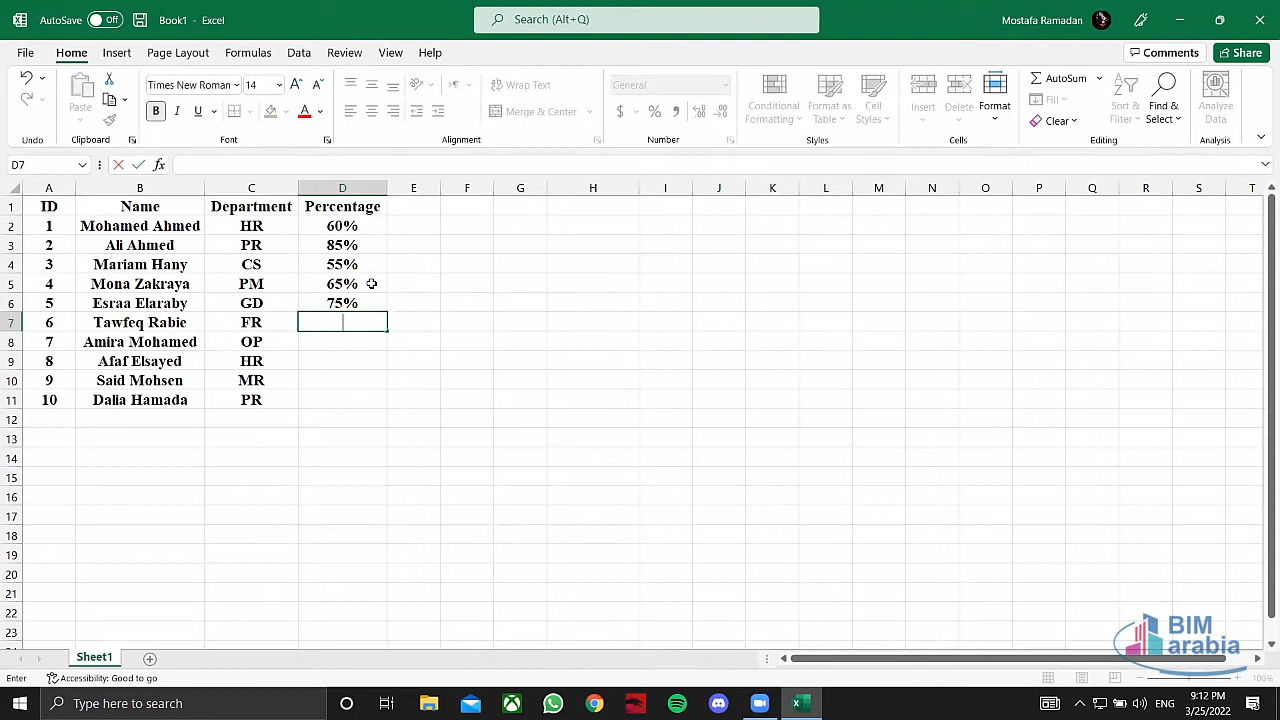 AutoSave Off Book1 - Excel Search (Alt+Q) Mostafa Ramadan
File Home Insert Page Layout Formulas Data Review View Help Comments Share
Times New Roman 14 Wrap Text General AutoSum
Paste Conditional Format as Cell Insert Delete Format Fill Sort & Find & Analyze
B I U A Merge & Center $ % 9 Formatting Table Styles Clear Filter Select Data
Undo Clipboard Font Alignment Number Styles Cells Editing Analysis
D7 fx
A B C D E F G H I J K L M N O P Q R S T
1 ID Name Department Percentage
2 1 Mohamed Ahmed HR 60%
3 2 Ali Ahmed PR 85%
4 3 Mariam Hany CS 55%
5 4 Mona Zakraya PM 65%
6 5 Esraa Elaraby GD 75%
7 6 Tawfeq Rabie FR
8 7 Amira Mohamed OP
9 8 Afaf Elsayed HR
10 9 Said Mohsen MR
11 10 Dalia Hamada PR
12
13
14
15
16
17
18
19
20
21
22
23
BIM
arabia
Sheet1
Enter Accessibility: Good to go 100%
Type here to search ENG 9:12 PM
3/25/2022